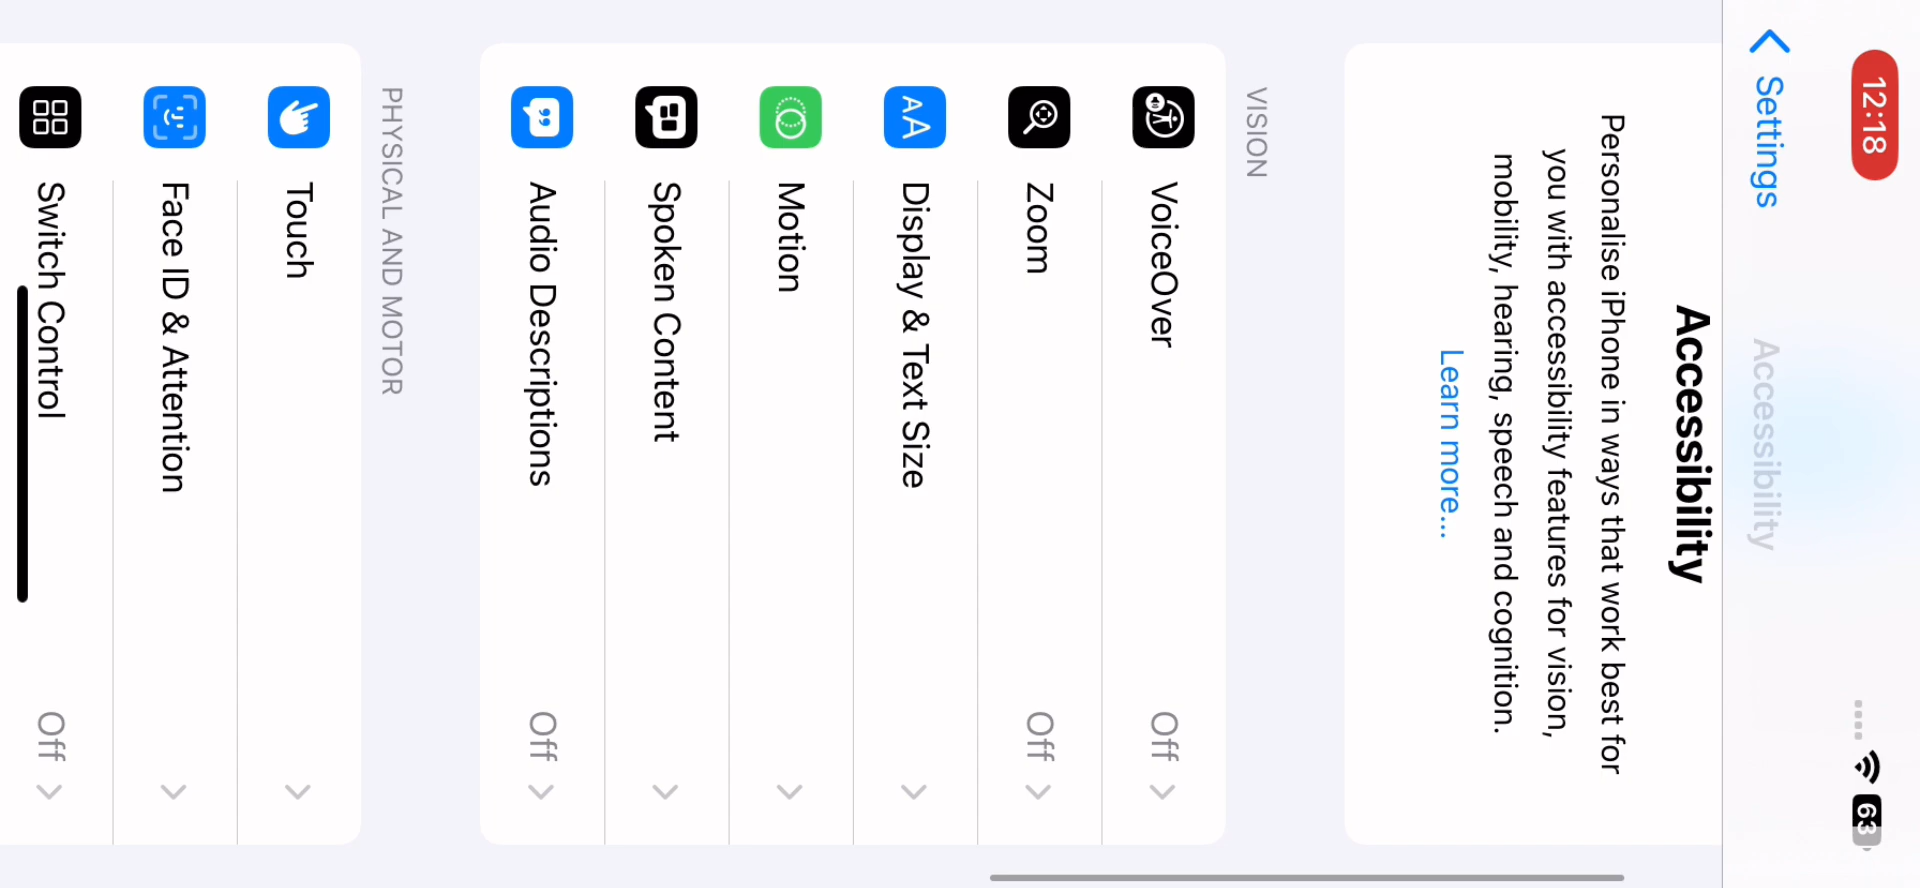 12:18
63
Settings
Accessibility
Accessibility
Personalise iPhone in ways that work best for
you with accessibility features for vision,
mobility, hearing, speech and cognition.
Learn more...
VISION
VoiceOver Off
Zoom Off
AA Display & Text Size
Motion
Spoken Content
Audio Descriptions Off
PHYSICAL AND MOTOR
Touch
Face ID & Attention
Switch Control Off